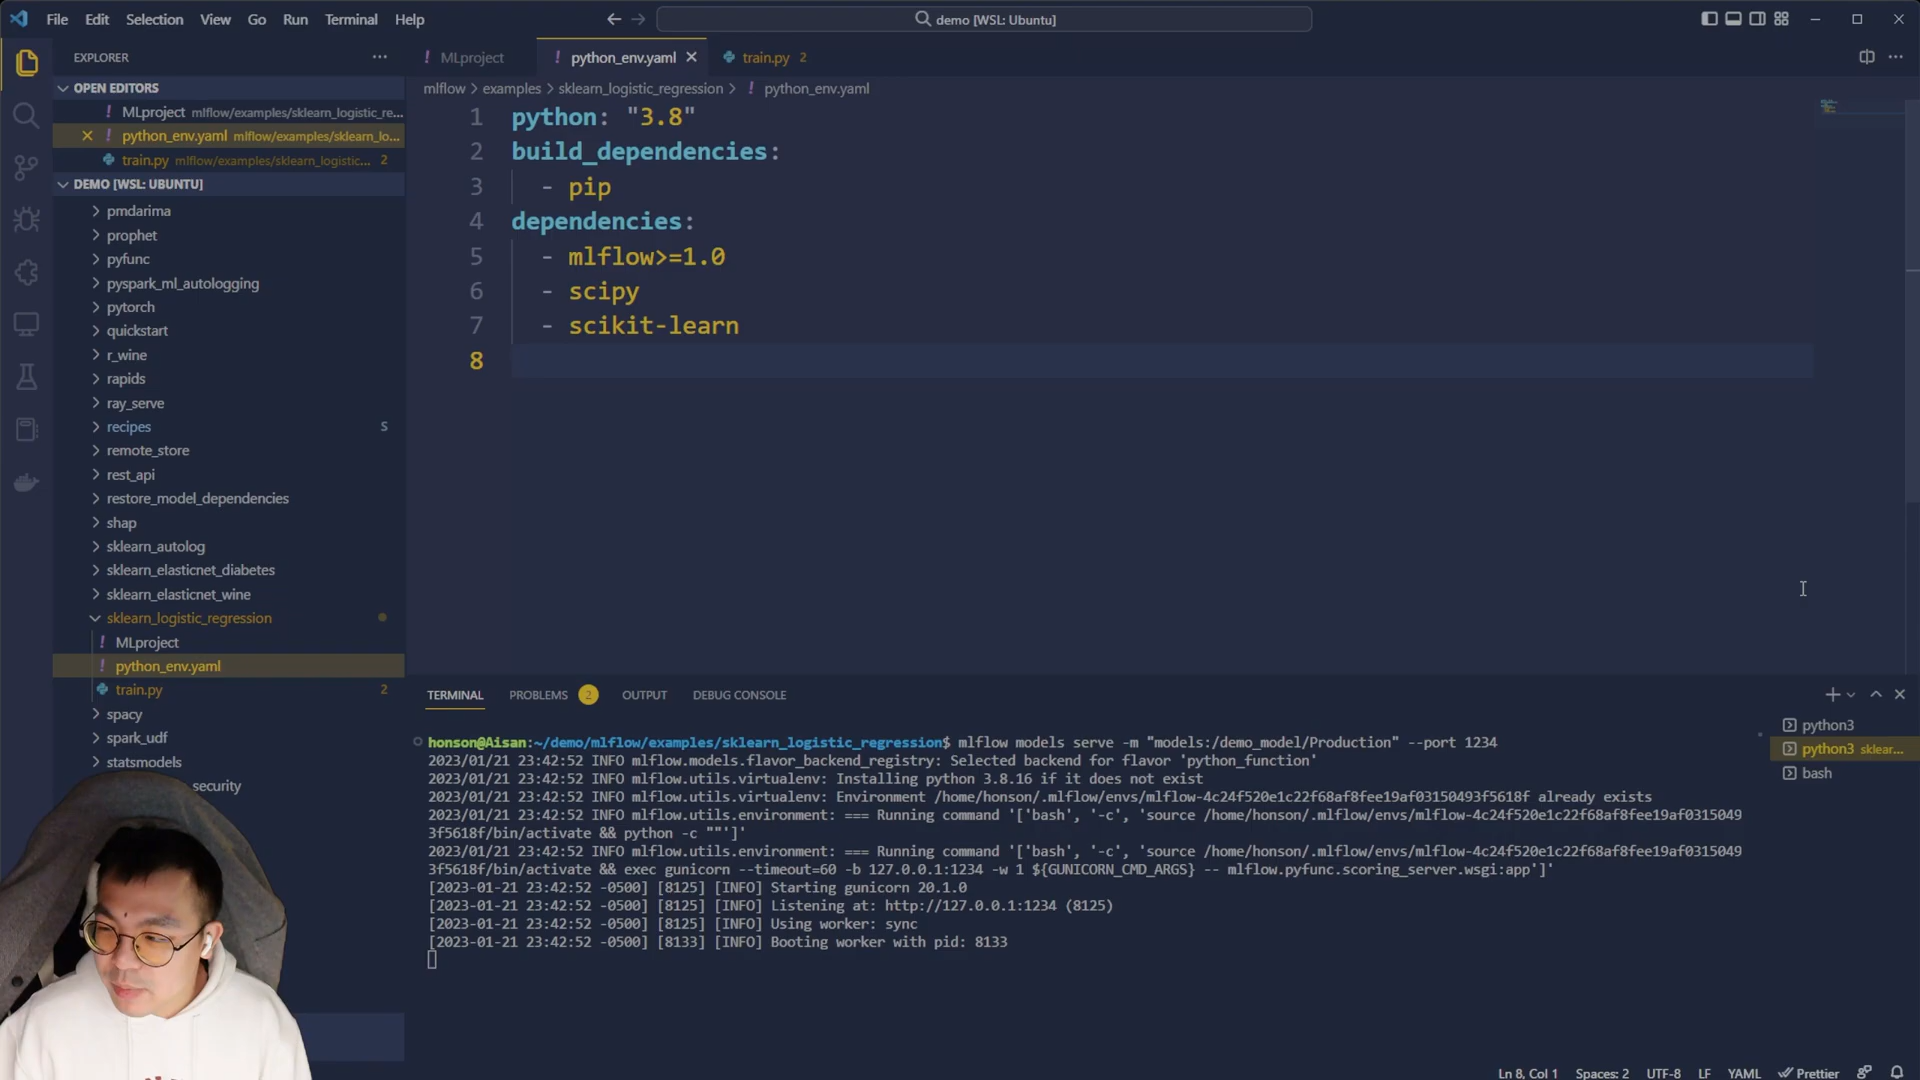 File Edit Selection View Go Run Terminal Help
demo [WSL: Ubuntu]
EXPLORER
OPEN EDITORS
MLproject mlflow/examples/sklearn_logistic_re...
python_env.yaml mlflow/examples/sklearn_lo...
train.py mlflow/examples/sklearn_logistic... 2
DEMO [WSL: UBUNTU]
pmdarima
prophet
pyfunc
pyspark_ml_autologging
pytorch
quickstart
r_wine
rapids
ray_serve
recipes S
remote_store
rest_api
restore_model_dependencies
shap
sklearn_autolog
sklearn_elasticnet_diabetes
sklearn_elasticnet_wine
sklearn_logistic_regression
MLproject
python_env.yaml
train.py 2
spacy
spark_udf
statsmodels
security
MLproject
python_env.yaml
train.py 2
mlflow > examples > sklearn_logistic_regression > ! python_env.yaml
1 python: "3.8"
2 build_dependencies:
3 - pip
4 dependencies:
5 - mlflow>=1.0
6 - scipy
7 - scikit-learn
8
TERMINAL PROBLEMS 2 OUTPUT DEBUG CONSOLE
honson@Aisan:~/demo/mlflow/examples/sklearn_logistic_regression$ mlflow models serve -m "models:/demo_model/Production" --port 1234
2023/01/21 23:42:52 INFO mlflow.models.flavor_backend_registry: Selected backend for flavor 'python_function'
2023/01/21 23:42:52 INFO mlflow.utils.virtualenv: Installing python 3.8.16 if it does not exist
2023/01/21 23:42:52 INFO mlflow.utils.virtualenv: Environment /home/honson/.mlflow/envs/mlflow-4c24f520e1c22f68af8fee19af03150493f5618f already exists
2023/01/21 23:42:52 INFO mlflow.utils.environment: === Running command '['bash', '-c', 'source /home/honson/.mlflow/envs/mlflow-4c24f520e1c22f68af8fee19af0315049
3f5618f/bin/activate && python -c ""']'
2023/01/21 23:42:52 INFO mlflow.utils.environment: === Running command '['bash', '-c', 'source /home/honson/.mlflow/envs/mlflow-4c24f520e1c22f68af8fee19af0315049
3f5618f/bin/activate && exec gunicorn --timeout=60 -b 127.0.0.1:1234 -w 1 ${GUNICORN_CMD_ARGS} -- mlflow.pyfunc.scoring_server.wsgi:app']'
[2023-01-21 23:42:52 -0500] [8125] [INFO] Starting gunicorn 20.1.0
[2023-01-21 23:42:52 -0500] [8125] [INFO] Listening at: http://127.0.0.1:1234 (8125)
[2023-01-21 23:42:52 -0500] [8125] [INFO] Using worker: sync
[2023-01-21 23:42:52 -0500] [8133] [INFO] Booting worker with pid: 8133
python3
python3 sklear...
bash
Ln 8, Col 1 Spaces: 2 UTF-8 LF YAML Prettier